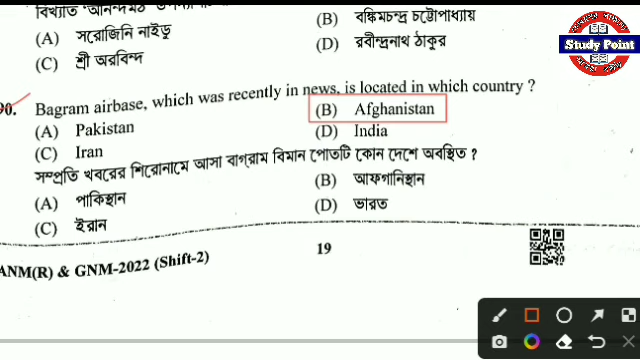 বিখ্যাত 'আনন্দমঠ'
(A) সরোজিনি নাইডু
(B) বঙ্কিমচন্দ্র চট্টোপাধ্যায়
(C) শ্রী অরবিন্দ
(D) রবীন্দ্রনাথ ঠাকুর
Study Point
90. Bagram airbase, which was recently in news, is located in which country ?
(A) Pakistan
(B) Afghanistan
(C) Iran
(D) India
সম্প্রতি খবরের শিরোনামে আসা বাগ্‌রাম বিমান পোতটি কোন দেশে অবস্থিত ?
(A) পাকিস্থান
(B) আফগানিস্থান
(C) ইরান
(D) ভারত
19
ANM(R) & GNM-2022 (Shift-2)